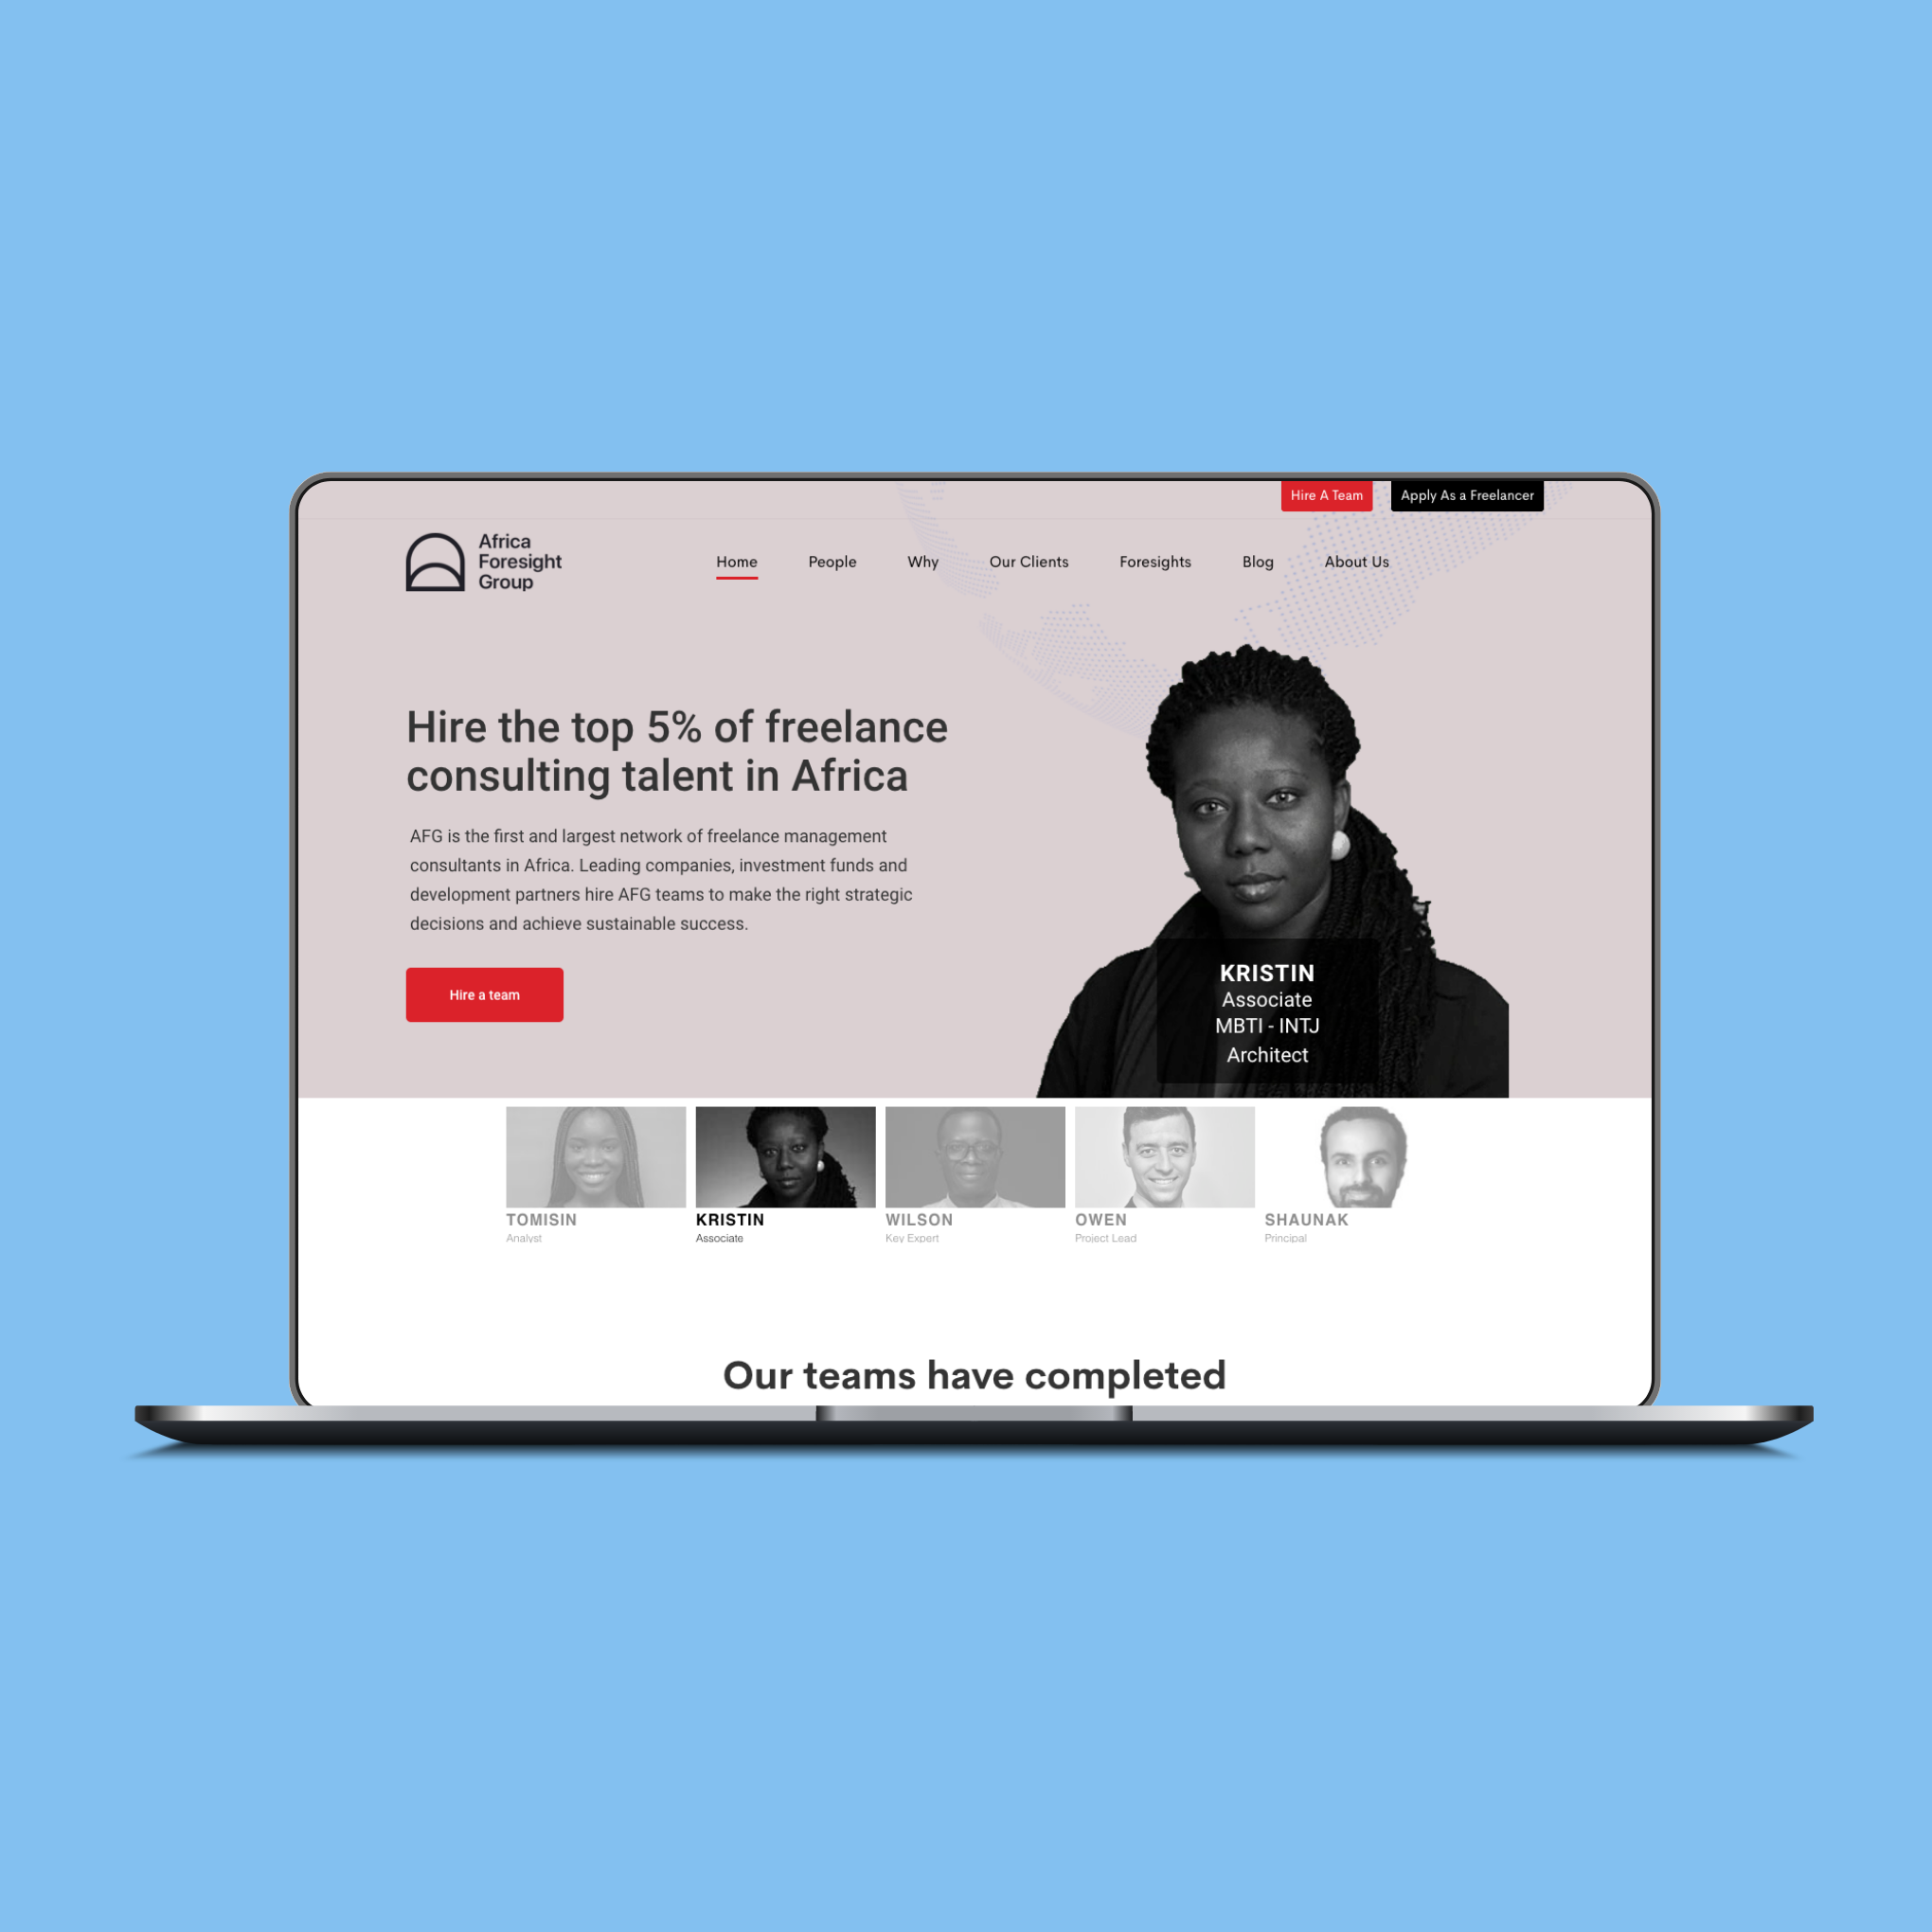 Hire A Team
Apply As a Freelancer
Africa
Foresight
Group
Home
People
Why
Our Clients
Foresights
Blog
About Us
Hire the top 5% of freelance
consulting talent in Africa
AFG is the first and largest network of freelance management
consultants in Africa. Leading companies, investment funds and
development partners hire AFG teams to make the right strategic
decisions and achieve sustainable success.
Hire a team
KRISTIN
Associate
MBTI - INTJ
Architect
TOMISIN
Analyst
KRISTIN
Associate
WILSON
Key Expert
OWEN
Project Lead
SHAUNAK
Principal
Our teams have completed